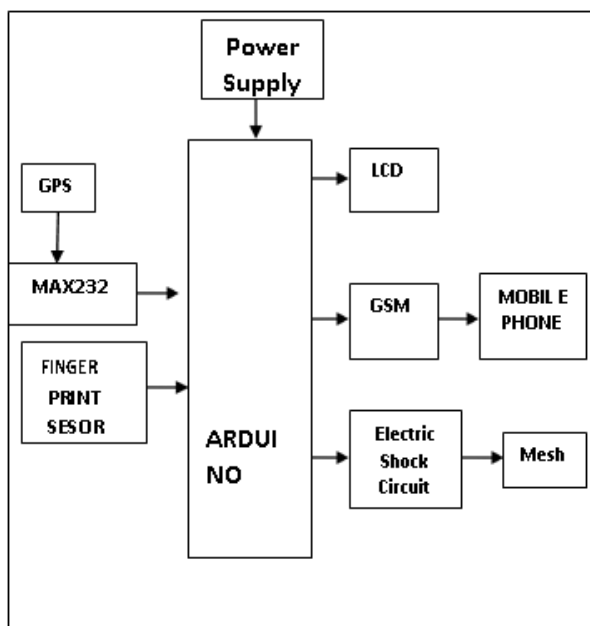 Power
Supply
GPS
LCD
MAX232
GSM
MOBIL E
PHONE
FINGER
PRINT
SESOR
ARDUI
NO
Electric
Shock
Circuit
Mesh